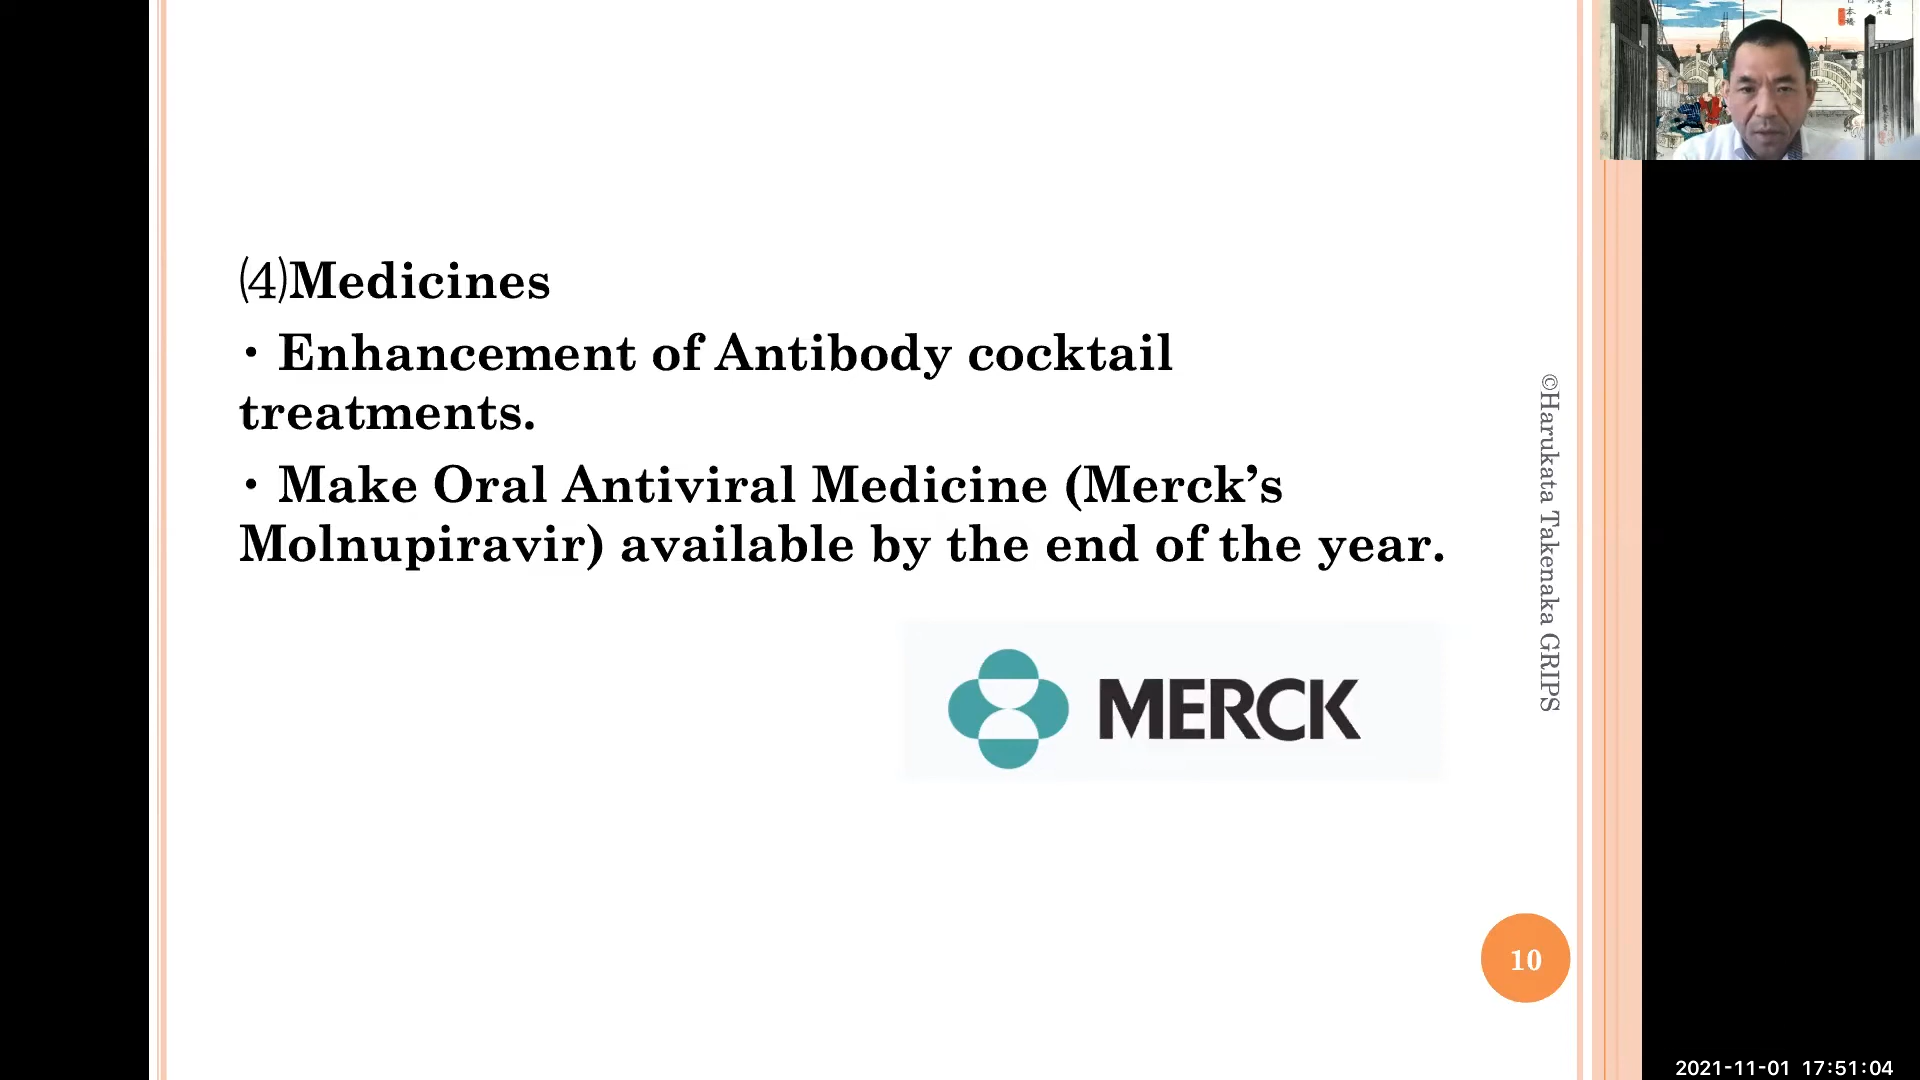 ⑷Medicines
・Enhancement of Antibody cocktail
treatments.
・Make Oral Antiviral Medicine (Merck’s
Molnupiravir) available by the end of the year.
MERCK
©Harukata Takenaka GRIPS
10
2021-11-01 17:51:04